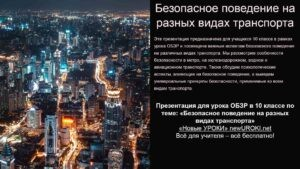 Безопасное поведение на
разных видах транспорта
Эта презентация предназначена для учащихся 10 классов в рамках
урока ОБЗР и посвящена важным аспектам безопасного поведения
на различных видах транспорта. Мы рассмотрим особенности
безопасности в метро, на железнодорожном, водном и
авиационном транспорте. Также обсудим психологические
аспекты, влияющие на безопасное поведение, и выведем
универсальные принципы безопасности, применимые ко всем
видам транспорта.
Презентация для урока ОБЗР в 10 классе по
теме: «Безопасное поведение на разных
видах транспорта»
«Новые УРОКИ» newUROKI.net
Всё для учителя – всё бесплатно!